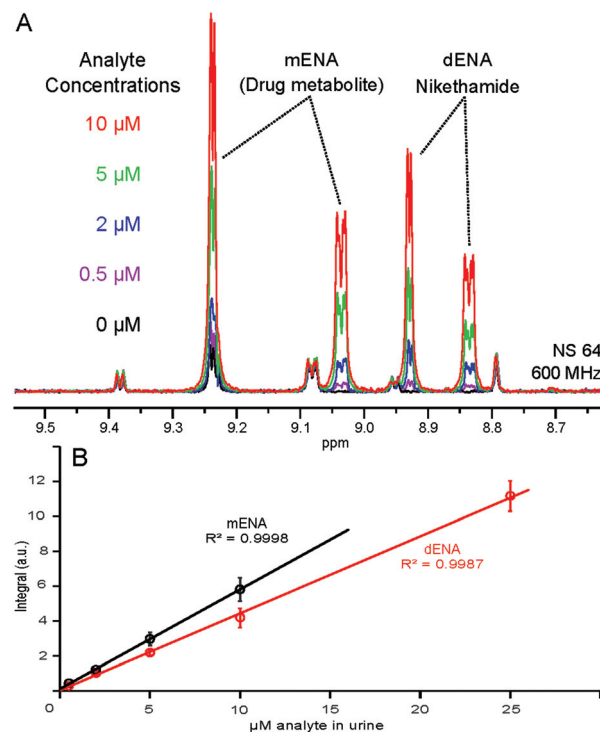 A
Analyte
Concentrations
10 µM
5 µM
2 µM
0.5 µM
0 µM
mENA
(Drug metabolite)
dENA
Nikethamide
NS 64
600 MHz
9.5 9.4 9.3 9.2 9.1 9.0 8.9 8.8 8.7
ppm
B
Integral (a.u.)
12
10
8
6
4
2
mENA
R² = 0.9998
dENA
R² = 0.9987
0 5 10 15 20 25
µM analyte in urine